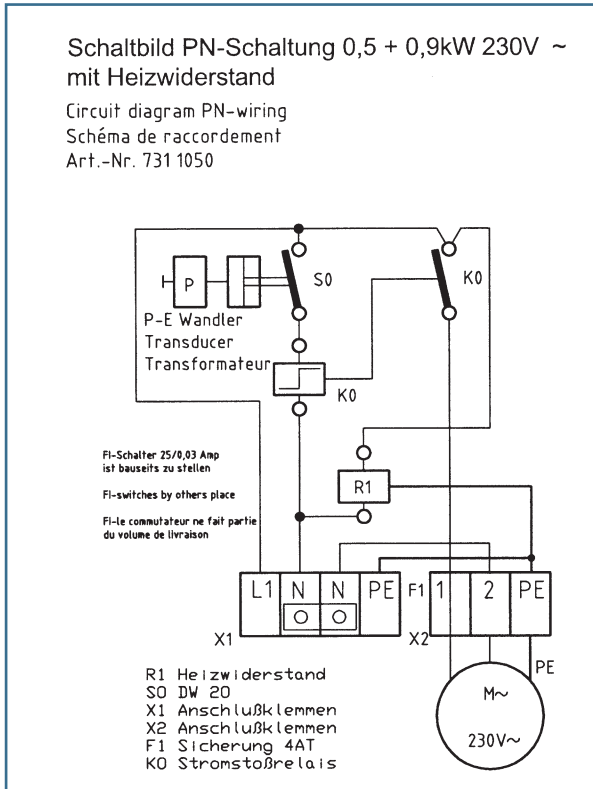 Schaltbild PN-Schaltung 0,5 + 0,9kW 230V ~
mit Heizwiderstand
Circuit diagram PN-wiring
Schéma de raccordement
Art.-Nr. 731 1050
P
S0
K0
P-E Wandler
Transducer
Transformateur
K0
FI-Schalter 25/0,03 Amp
ist bauseits zu stellen
FI-switches by others place
FI-le commutateur ne fait partie
du volume de livraison
R1
L1 N N PE F1 1 2 PE
X1 X2
PE
M~
230V~
R1 Heizwiderstand
S0 DW 20
X1 Anschlußklemmen
X2 Anschlußklemmen
F1 Sicherung 4AT
K0 Stromstoßrelais